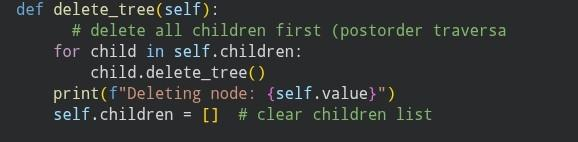 def delete_tree(self):
        # delete all children first (postorder traversa
    for child in self.children:
        child.delete_tree()
    print(f"Deleting node: {self.value}")
    self.children = []  # clear children list